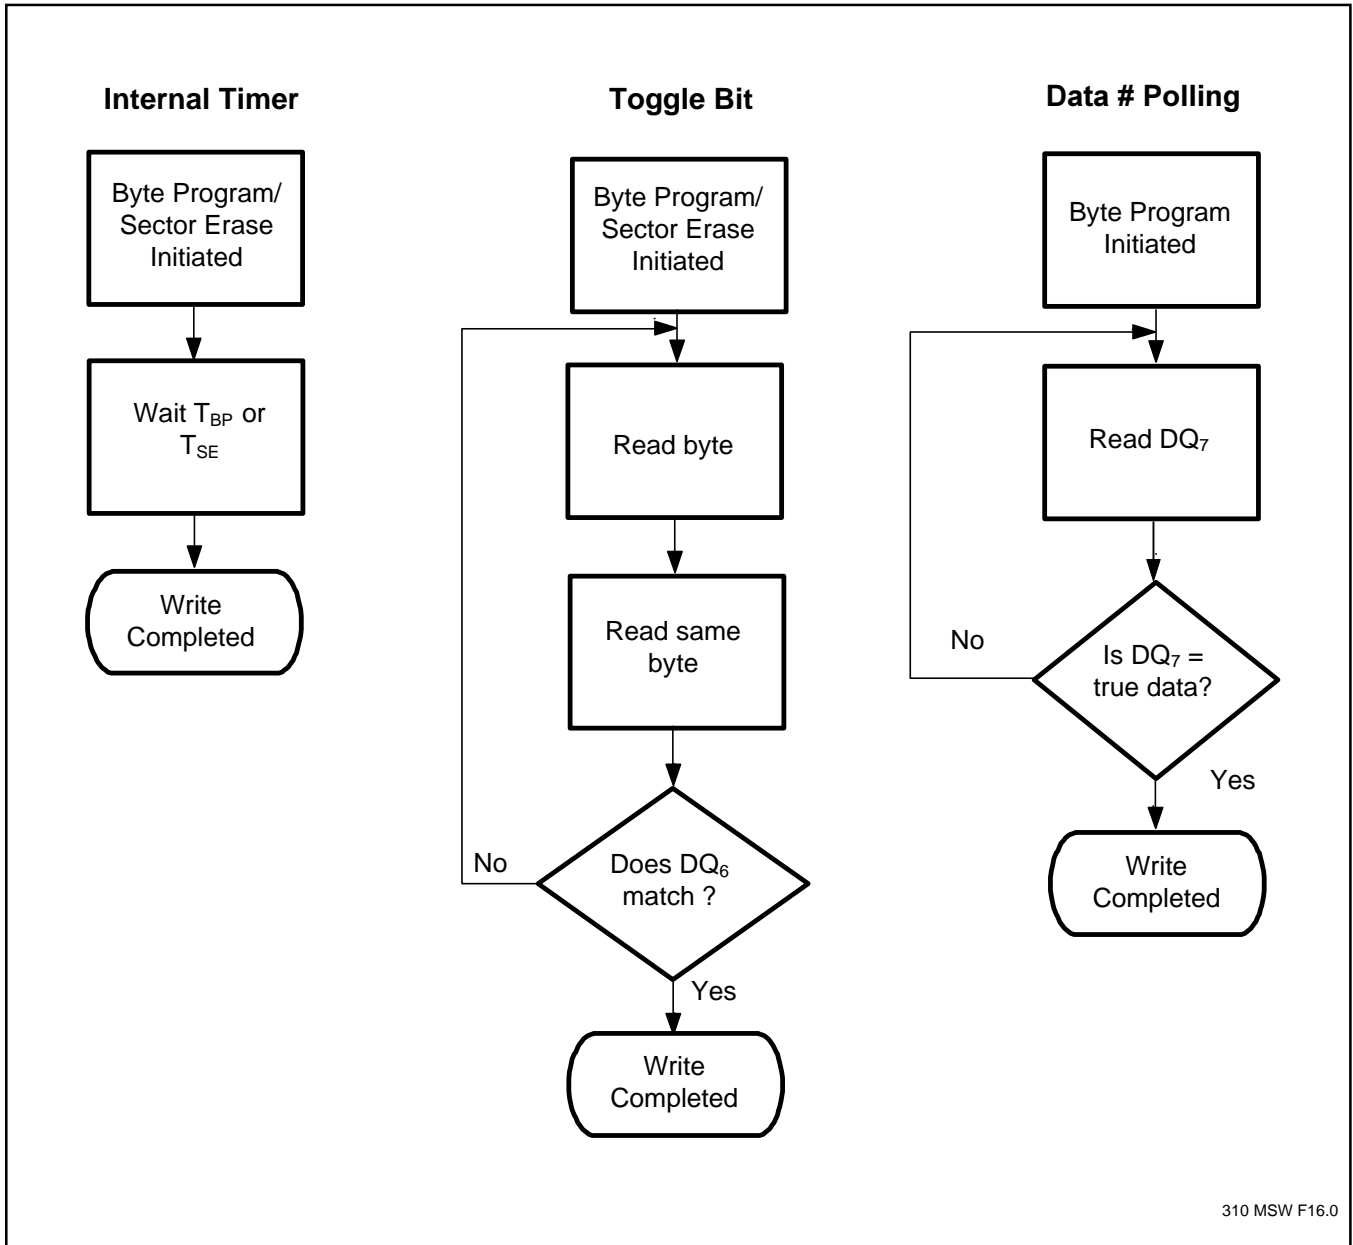 Internal Timer
Byte Program/
Sector Erase
Initiated
Wait T_BP or
T_SE
Write
Completed
Toggle Bit
Byte Program/
Sector Erase
Initiated
Read byte
Read same
byte
Does DQ₆
match ?
No
Yes
Write
Completed
Data # Polling
Byte Program
Initiated
Read DQ₇
Is DQ₇ =
true data?
No
Yes
Write
Completed
310 MSW F16.0